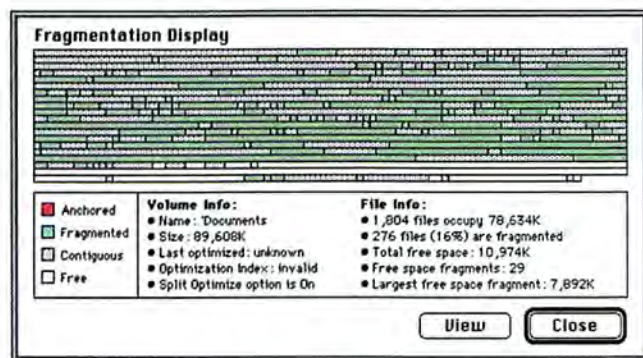 Fragmentation Display
Anchored
Fragmented
Contiguous
Free
Volume Info:
• Name: 'Documents
• Size: 89,608K
• Last optimized: unknown
• Optimization Index: invalid
• Split Optimize option is On
File Info:
• 1,804 files occupy 78,634K
• 276 files (16%) are fragmented
• Total free space: 10,974K
• Free space fragments: 29
• Largest free space fragment: 7,892K
View
Close